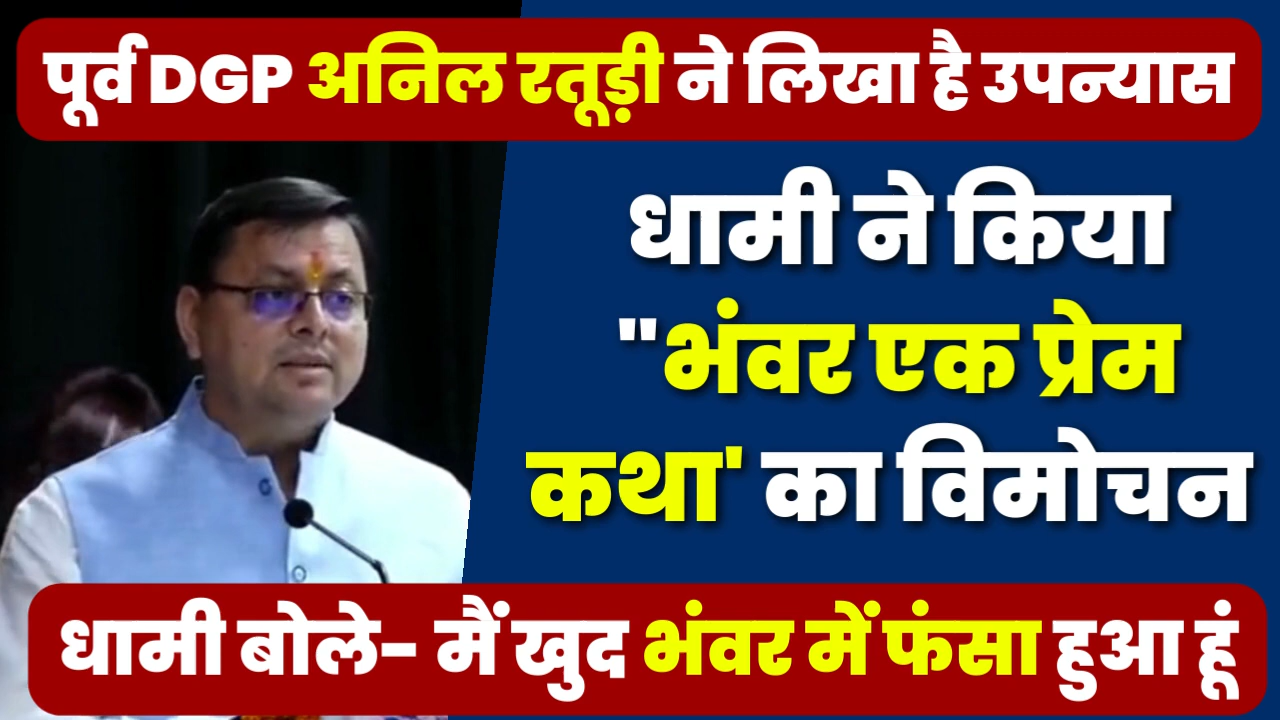 पूर्व DGP अनिल रतूड़ी ने लिखा है उपन्यास
धामी ने किया
"भंवर एक प्रेम
कथा' का विमोचन
धामी बोले- मैं खुद भंवर में फंसा हुआ हूं